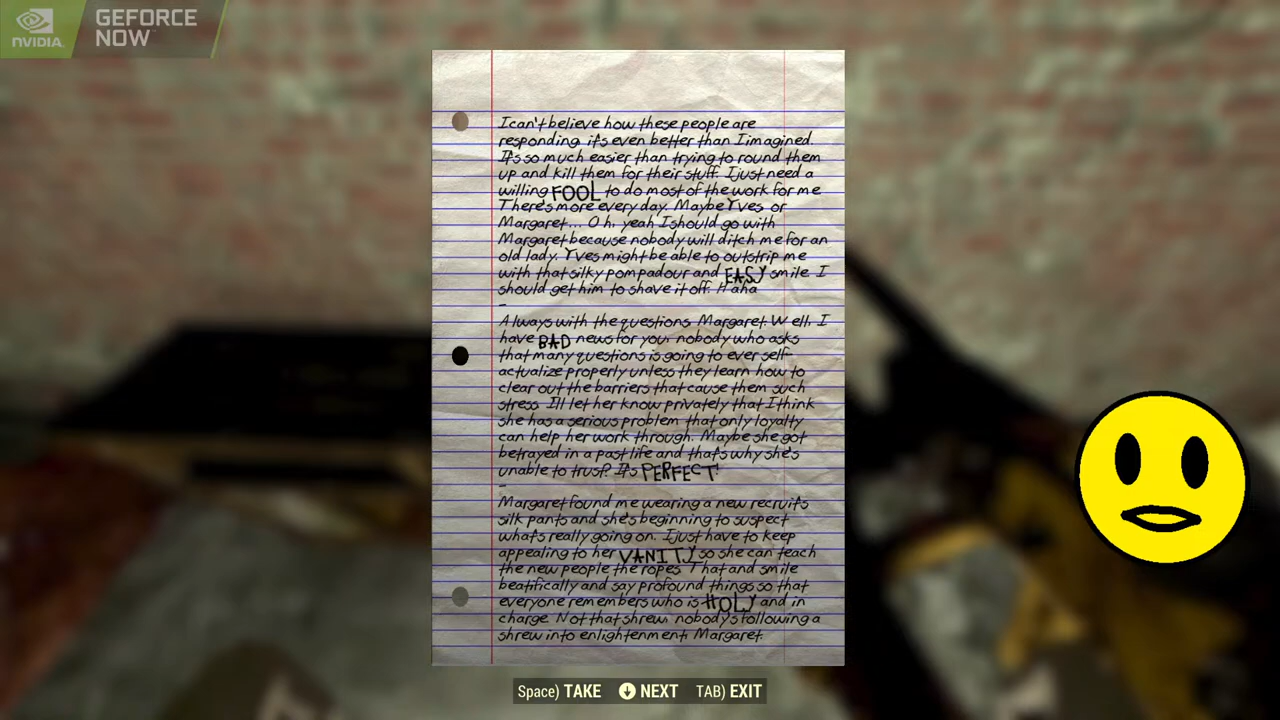 NVIDIA.
GEFORCE
NOW
I can't believe how these people are
responding. it's even better than I imagined.
It's so much easier than trying to round them
up and kill them for their stuff. I just need a
willing FOOL to do most of the work for me
There's more every day. Maybe Yves or
Margaret... Oh, yeah I should go with
Margaret because nobody will ditch me for an
old lady. Yves might be able to outstrip me
with that silky pompadour and EASY smile. I
should get him to shave it off. Haha
-
Always with the questions, Margaret. Well, I
have BAD news for you: nobody who asks
that many questions is going to ever self-
actualize properly unless they learn how to
clear out the barriers that cause them such
stress. I'll let her know privately that I think
she has a serious problem that only loyalty
can help her work through. Maybe she got
betrayed in a past life and that's why she's
unable to trust? It's PERFECT!
-
Margaret found me wearing a new recruit's
silk pants and she's beginning to suspect
what's really going on. I just have to keep
appealing to her VANITY so she can teach
the new people the ropes. That and smile
beatifically and say profound things so that
everyone remembers who is HOLY and in
charge. Not that shrew. nobody's following a
shrew into enlightenment, Margaret.
Space) TAKE NEXT TAB) EXIT